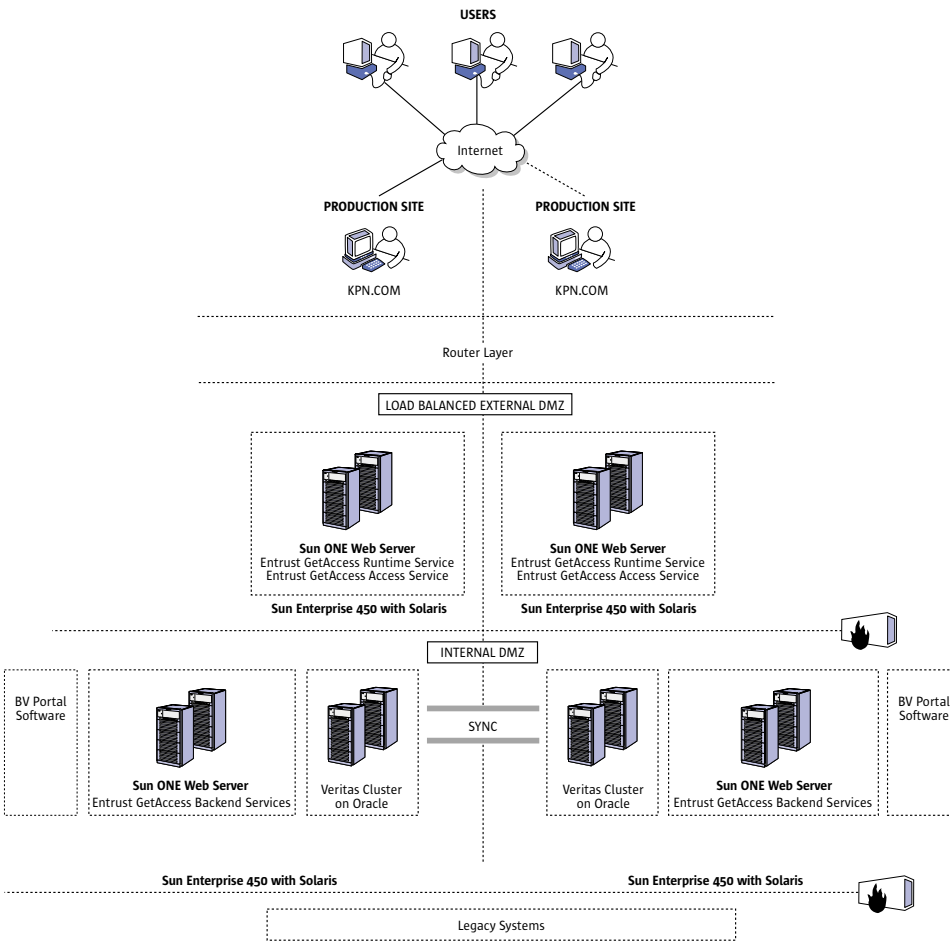 USERS
Internet
PRODUCTION SITE
PRODUCTION SITE
KPN.COM
KPN.COM
Router Layer
LOAD BALANCED EXTERNAL DMZ
Sun ONE Web Server
Entrust GetAccess Runtime Service
Entrust GetAccess Access Service
Sun ONE Web Server
Entrust GetAccess Runtime Service
Entrust GetAccess Access Service
Sun Enterprise 450 with Solaris
Sun Enterprise 450 with Solaris
INTERNAL DMZ
BV Portal
Software
Sun ONE Web Server
Entrust GetAccess Backend Services
Veritas Cluster
on Oracle
SYNC
Veritas Cluster
on Oracle
Sun ONE Web Server
Entrust GetAccess Backend Services
BV Portal
Software
Sun Enterprise 450 with Solaris
Sun Enterprise 450 with Solaris
Legacy Systems